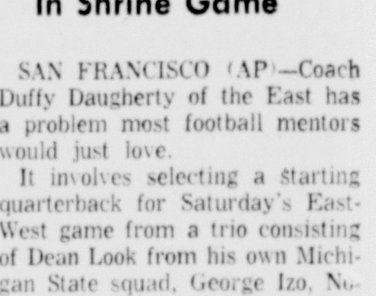 In Shrine Game
SAN FRANCISCO (AP)—Coach
Duffy Daugherty of the East has
a problem most football mentors
would just love.
It involves selecting a starting
quarterback for Saturday's East-
West game from a trio consisting
of Dean Look from his own Michi-
gan State squad, George Izo, No-